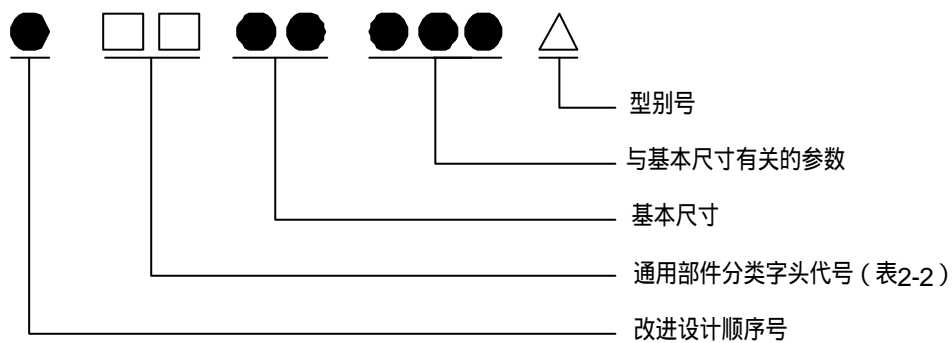 型别号
与基本尺寸有关的参数
基本尺寸
通用部件分类字头代号（表2-2）
改进设计顺序号